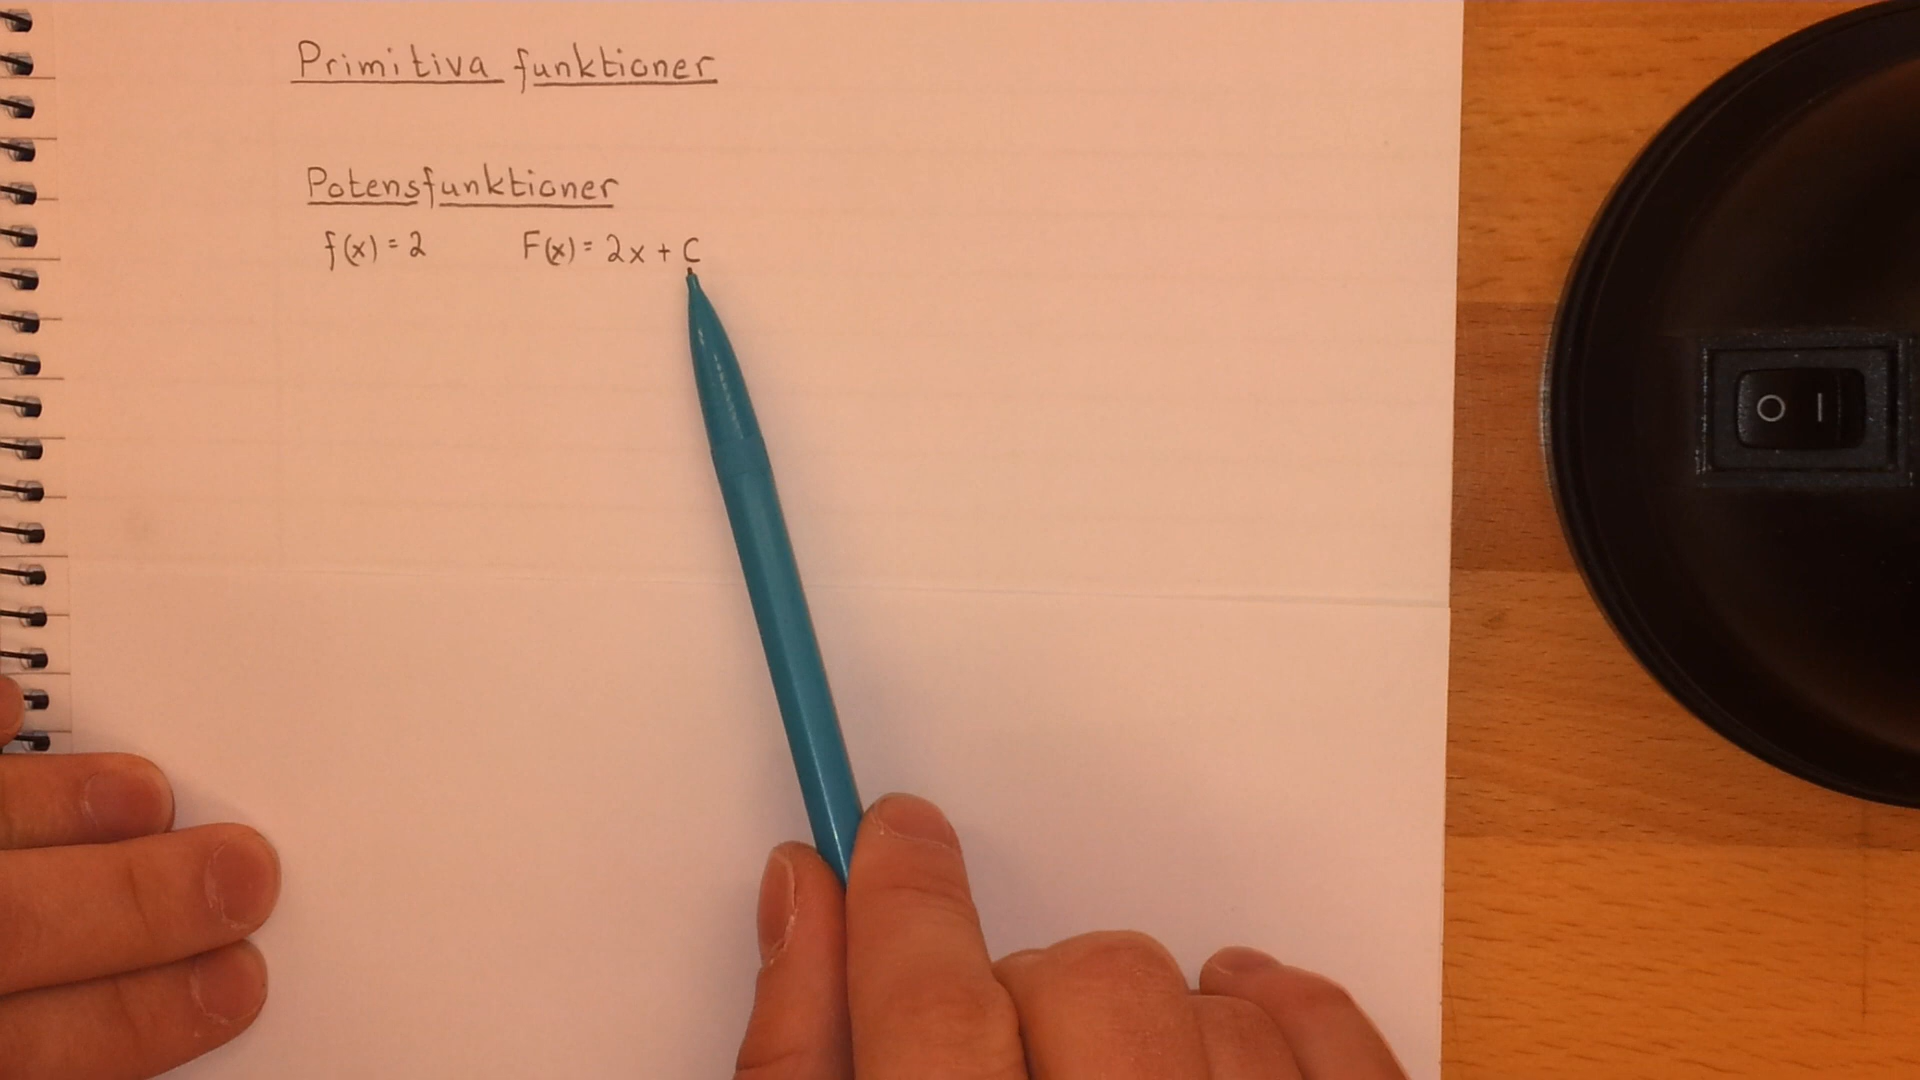 Primitiva funktioner
Potensfunktioner
f(x) = 2 F(x) = 2x + C